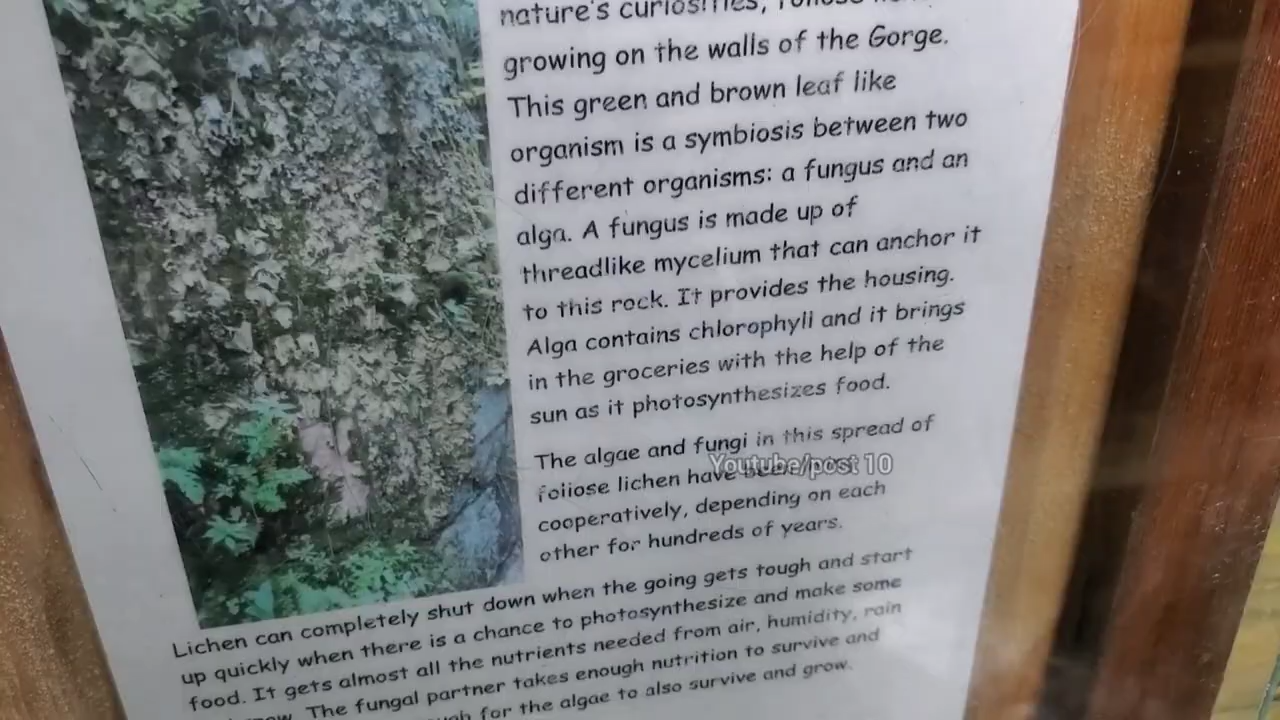 nature's curiosities, foliose
growing on the walls of the Gorge.
This green and brown leaf like
organism is a symbiosis between two
different organisms: a fungus and an
alga. A fungus is made up of
threadlike mycelium that can anchor it
to this rock. It provides the housing.
Alga contains chlorophyll and it brings
in the groceries with the help of the
sun as it photosynthesizes food.
The algae and fungi in this spread of
foliose lichen have
Youtube/post 10
cooperatively, depending on each
other for hundreds of years.
Lichen can completely shut down when the going gets tough and start
up quickly when there is a chance to photosynthesize and make some
food. It gets almost all the nutrients needed from air, humidity, rain
The fungal partner takes enough nutrition to survive and
for the algae to also survive and grow.